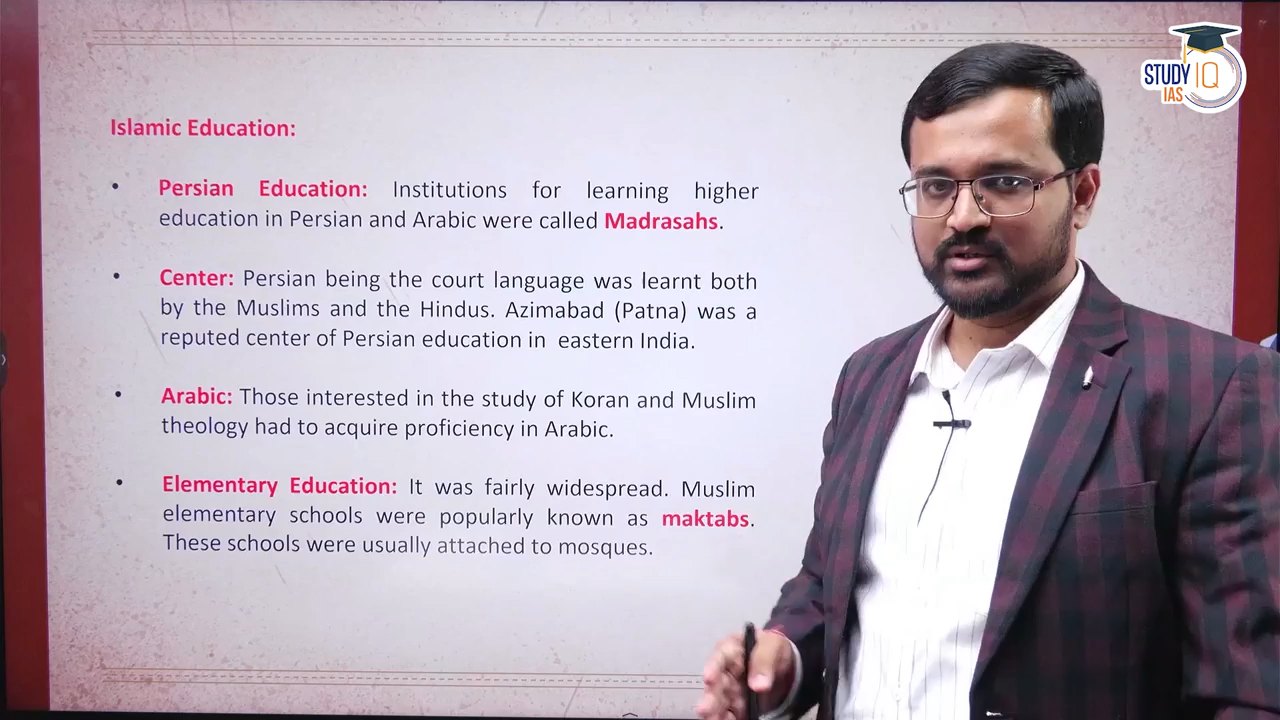 Islamic Education:
• Persian Education: Institutions for learning higher
education in Persian and Arabic were called Madrasahs.
• Center: Persian being the court language was learnt both
by the Muslims and the Hindus. Azimabad (Patna) was a
reputed center of Persian education in eastern India.
• Arabic: Those interested in the study of Koran and Muslim
theology had to acquire proficiency in Arabic.
• Elementary Education: It was fairly widespread. Muslim
elementary schools were popularly known as maktabs.
These schools were usually attached to mosques.
STUDY IQ
IAS